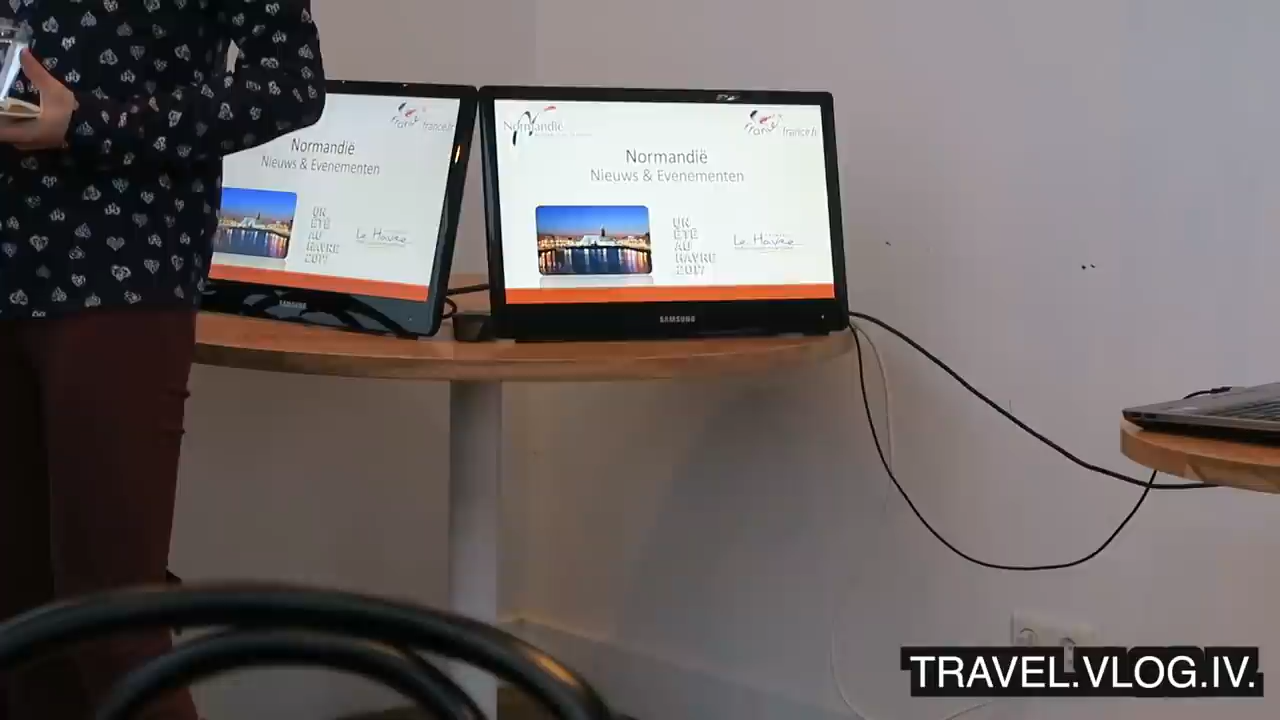 france.fr
Normandië
Nieuws & Evenementen
UN
ÉTÉ
AU
HAVRE
2017
Le Havre
SAMSUNG
Normandie
france.fr
Normandië
Nieuws & Evenementen
UN
ÉTÉ
AU
HAVRE
2017
Le Havre
SAMSUNG
TRAVEL.VLOG.IV.